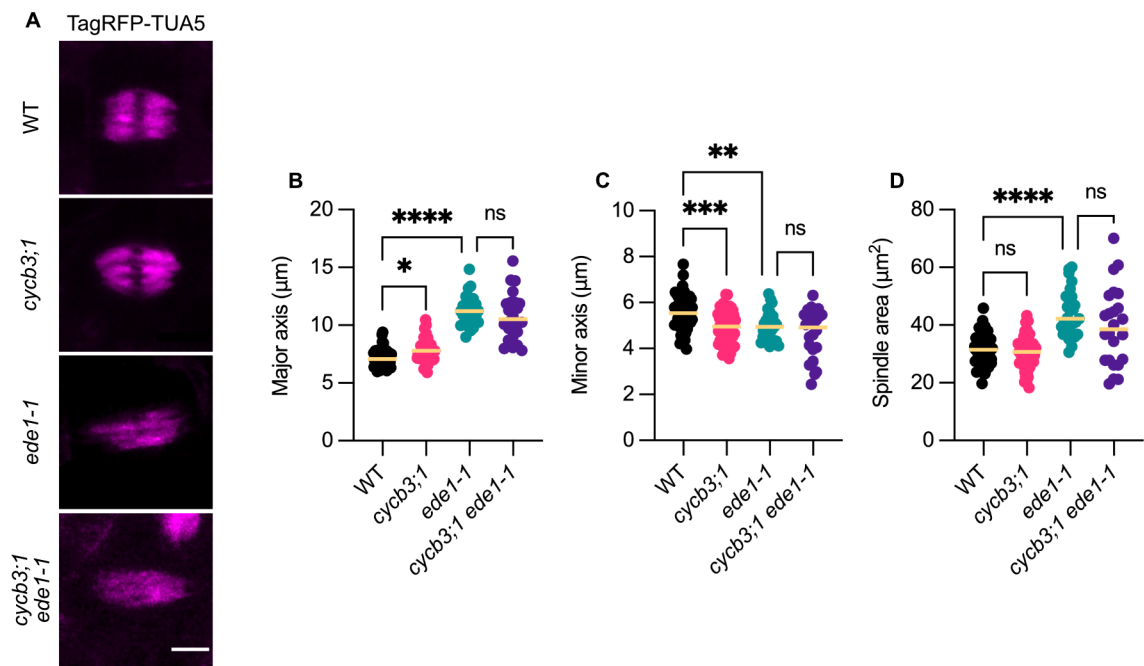 A
TagRFP-TUA5
WT
cycb3;1
ede1-1
cycb3;1
ede1-1
B
Major axis (µm)
20
15
10
5
0
****
*
ns
WT
cycb3;1
ede1-1
cycb3;1 ede1-1
C
Minor axis (µm)
10
8
6
4
2
0
**
***
ns
WT
cycb3;1
ede1-1
cycb3;1 ede1-1
D
Spindle area (µm²)
80
60
40
20
0
****
ns
ns
WT
cycb3;1
ede1-1
cycb3;1 ede1-1